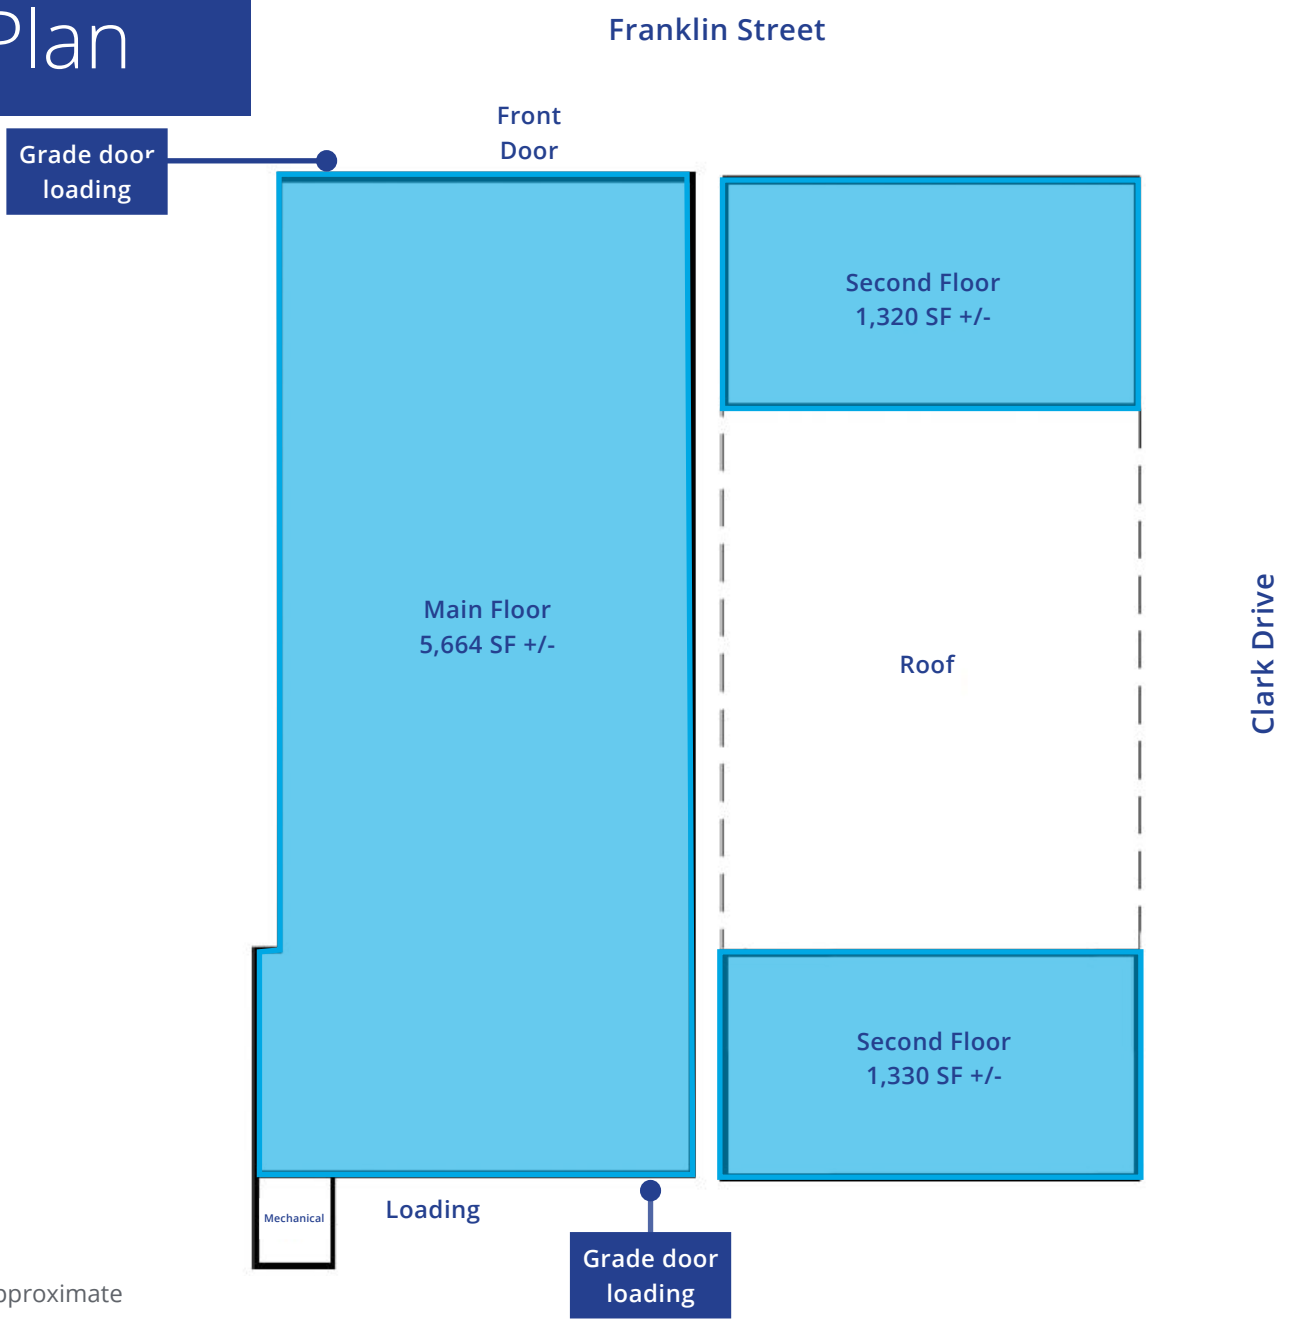 Plan
Franklin Street
Front
Door
Grade door
loading
Second Floor
1,320 SF +/-
Main Floor
5,664 SF +/-
Roof
Clark Drive
Second Floor
1,330 SF +/-
Mechanical
Loading
Grade door
loading
pproximate